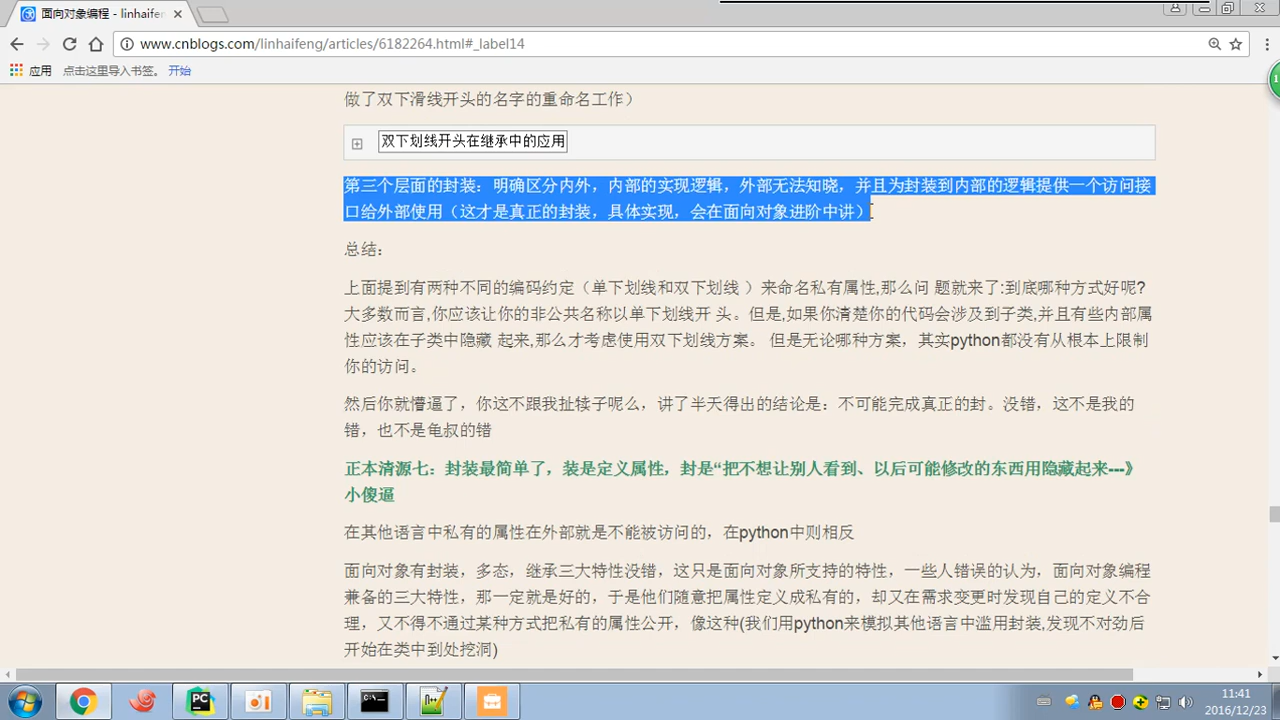 面向对象编程 - linhaifen
www.cnblogs.com/linhaifeng/articles/6182264.html#_label14
应用 点击这里导入书签。 开始
做了双下滑线开头的名字的重命名工作）
双下划线开头在继承中的应用
第三个层面的封装：明确区分内外，内部的实现逻辑，外部无法知晓，并且为封装到内部的逻辑提供一个访问接
口给外部使用（这才是真正的封装，具体实现，会在面向对象进阶中讲）
总结：
上面提到有两种不同的编码约定（单下划线和双下划线 ）来命名私有属性,那么问 题就来了:到底哪种方式好呢?
大多数而言,你应该让你的非公共名称以单下划线开 头。但是,如果你清楚你的代码会涉及到子类,并且有些内部属
性应该在子类中隐藏 起来,那么才考虑使用双下划线方案。 但是无论哪种方案，其实python都没有从根本上限制
你的访问。
然后你就懵逼了，你这不跟我扯犊子呢么，讲了半天得出的结论是：不可能完成真正的封。没错，这不是我的
错，也不是龟叔的错
正本清源七：封装最简单了，装是定义属性，封是“把不想让别人看到、以后可能修改的东西用隐藏起来---》
小傻逼
在其他语言中私有的属性在外部就是不能被访问的，在python中则相反
面向对象有封装，多态，继承三大特性没错，这只是面向对象所支持的特性，一些人错误的认为，面向对象编程
兼备的三大特性，那一定就是好的，于是他们随意把属性定义成私有的，却又在需求变更时发现自己的定义不合
理，又不得不通过某种方式把私有的属性公开，像这种(我们用python来模拟其他语言中滥用封装,发现不对劲后
开始在类中到处挖洞)
11:41
2016/12/23